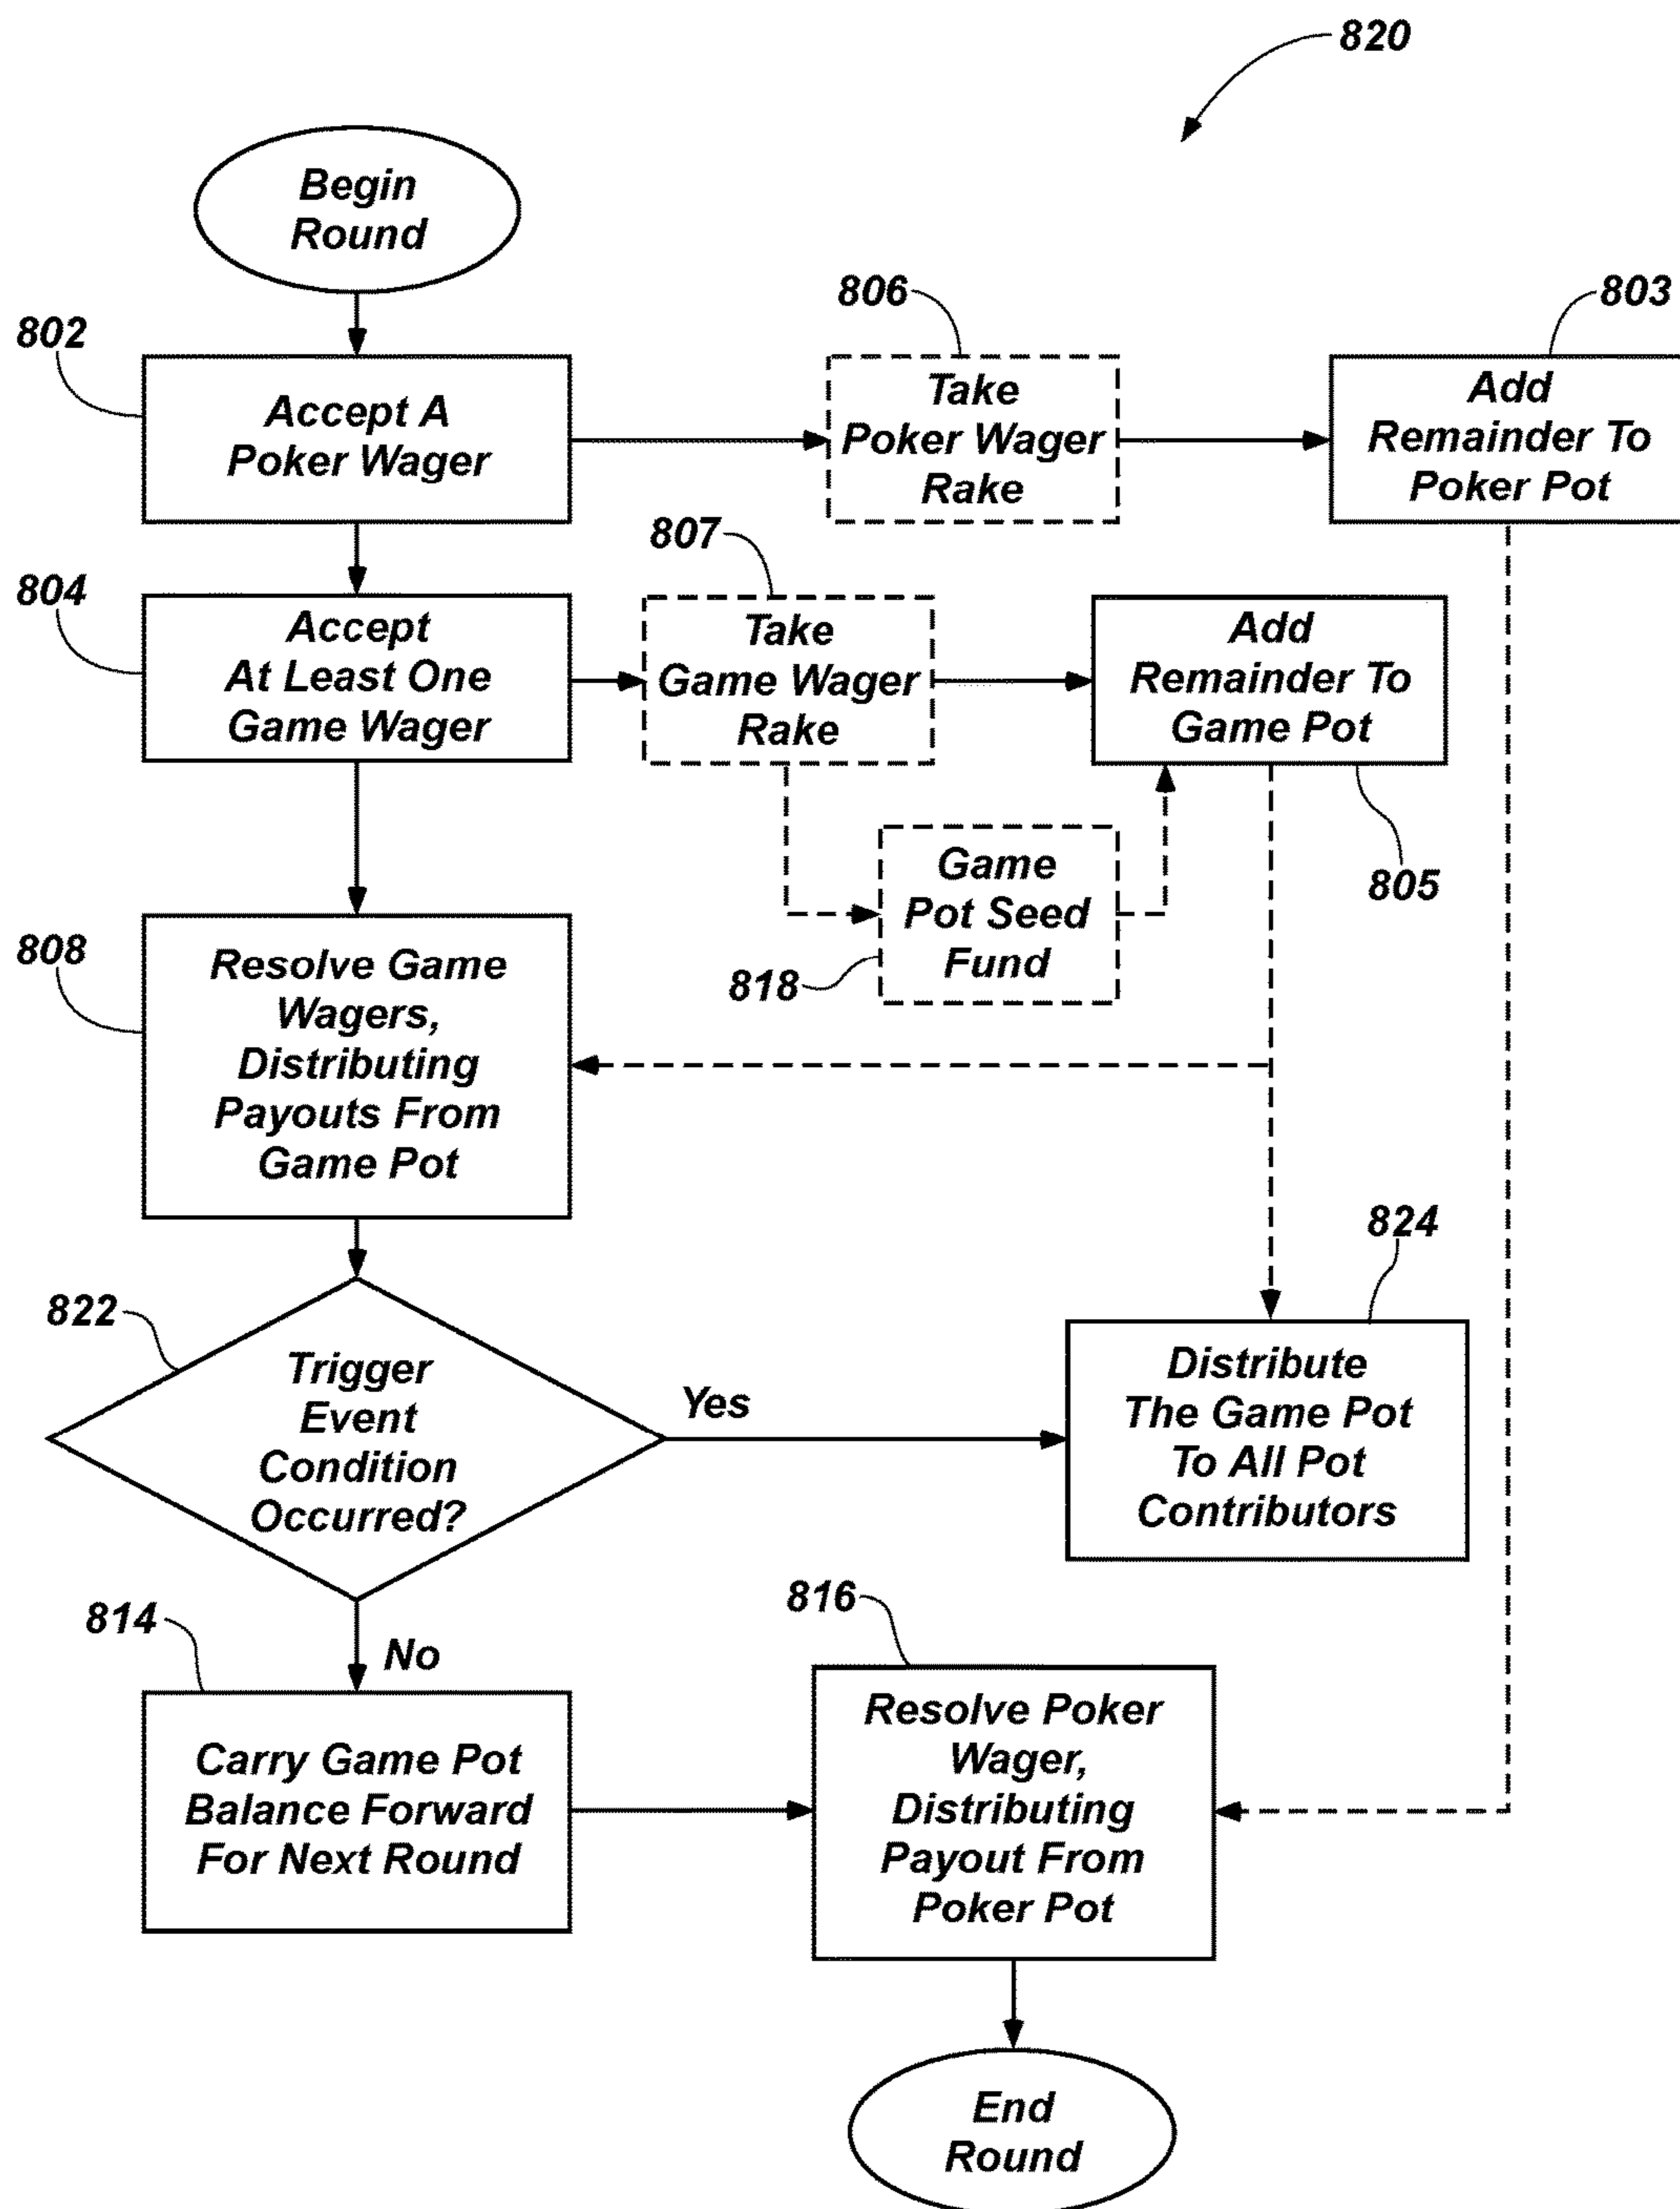 820
Begin
Round
802
Accept A
Poker Wager
806
Take
Poker Wager
Rake
803
Add
Remainder To
Poker Pot
804
Accept
At Least One
Game Wager
807
Take
Game Wager
Rake
Add
Remainder To
Game Pot
805
Game
Pot Seed
Fund
818
808
Resolve Game
Wagers,
Distributing
Payouts From
Game Pot
822
Trigger
Event
Condition
Occurred?
Yes
824
Distribute
The Game Pot
To All Pot
Contributors
No
814
Carry Game Pot
Balance Forward
For Next Round
816
Resolve Poker
Wager,
Distributing
Payout From
Poker Pot
End
Round